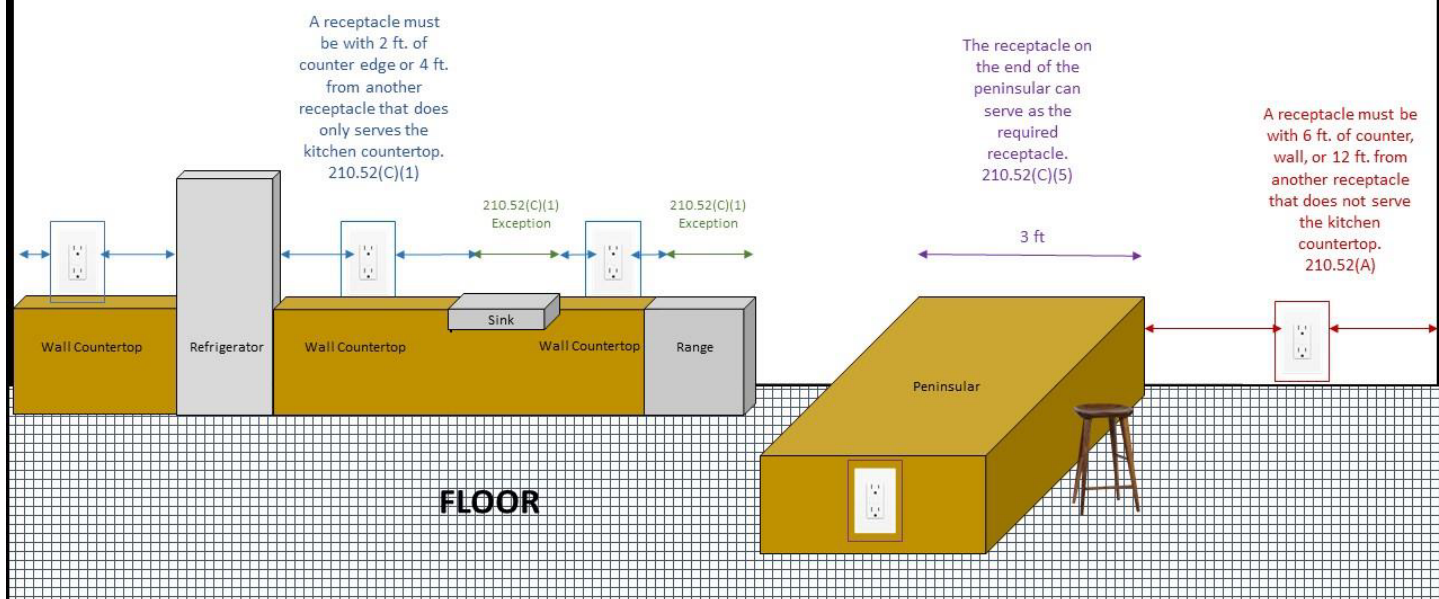 A receptacle must
be with 2 ft. of
counter edge or 4 ft.
from another
receptacle that does
only serves the
kitchen countertop.
210.52(C)(1)
The receptacle on
the end of the
peninsular can
serve as the
required
receptacle.
210.52(C)(5)
A receptacle must be
with 6 ft. of counter,
wall, or 12 ft. from
another receptacle
that does not serve
the kitchen
countertop.
210.52(A)
210.52(C)(1)
Exception
210.52(C)(1)
Exception
3 ft
Wall Countertop
Refrigerator
Wall Countertop
Sink
Wall Countertop
Range
Peninsular
FLOOR